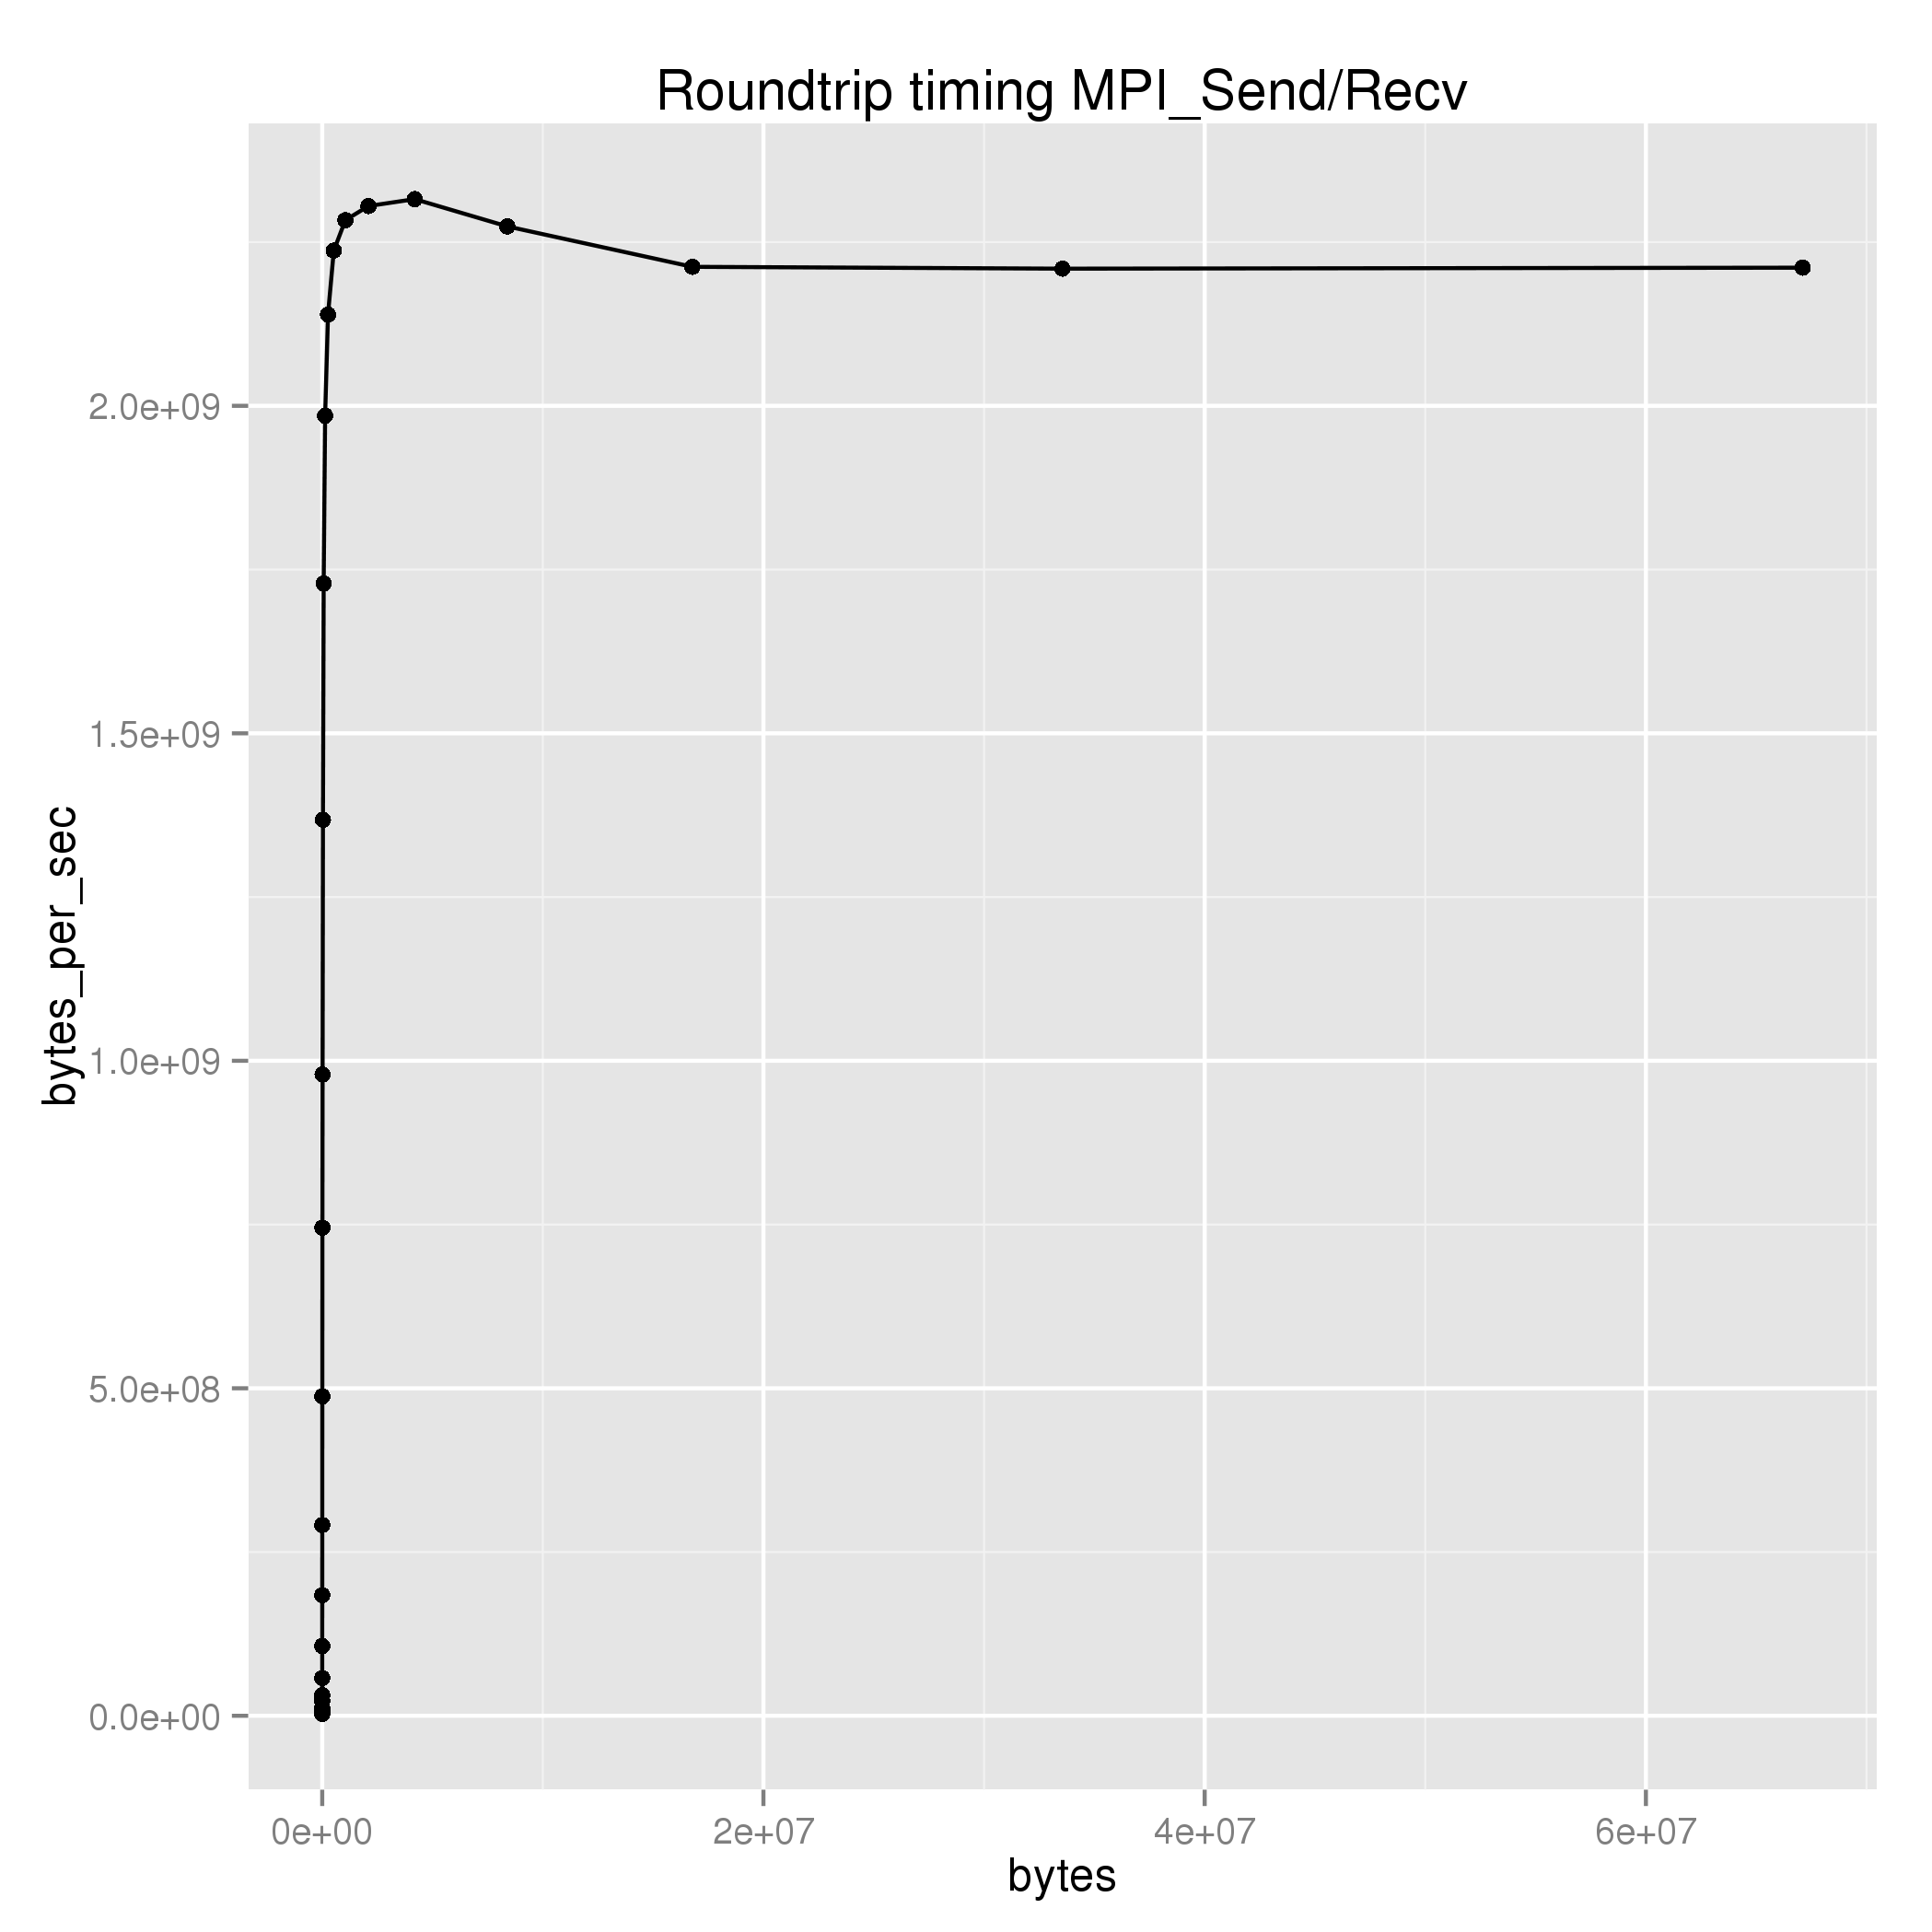 Roundtrip timing MPI_Send/Recv
2.0e+09
1.5e+09
1.0e+09
5.0e+08
0.0e+00
bytes_per_sec
0e+00 2e+07 4e+07 6e+07
bytes